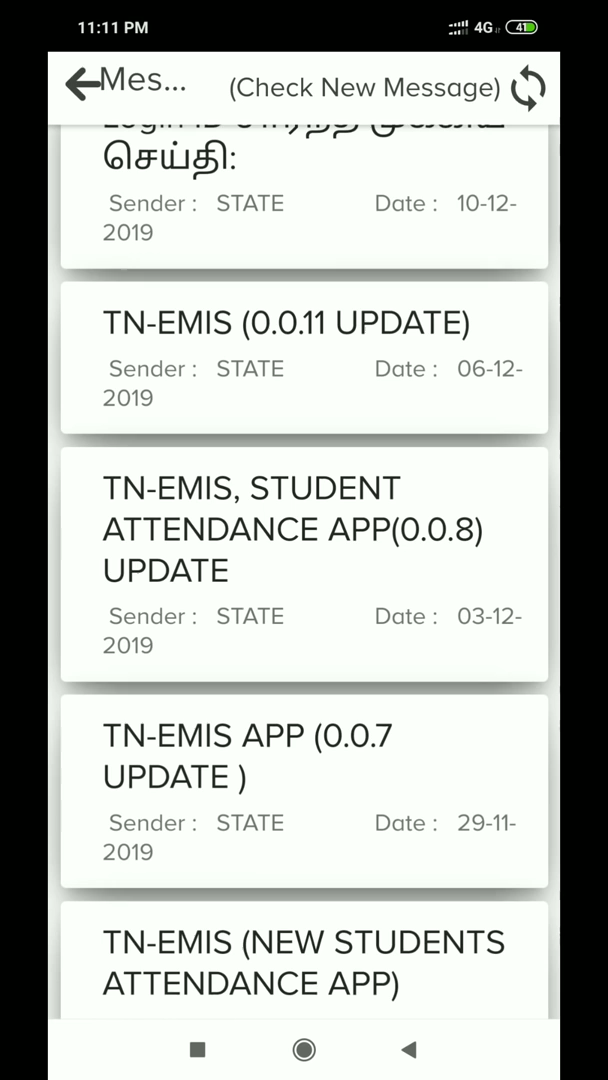 11:11 PM 4G 41
Mes... (Check New Message)
Login ID சார்ந்த முக்கிய
செய்தி:
Sender : STATE Date : 10-12-
2019
TN-EMIS (0.0.11 UPDATE)
Sender : STATE Date : 06-12-
2019
TN-EMIS, STUDENT
ATTENDANCE APP(0.0.8)
UPDATE
Sender : STATE Date : 03-12-
2019
TN-EMIS APP (0.0.7
UPDATE )
Sender : STATE Date : 29-11-
2019
TN-EMIS (NEW STUDENTS
ATTENDANCE APP)